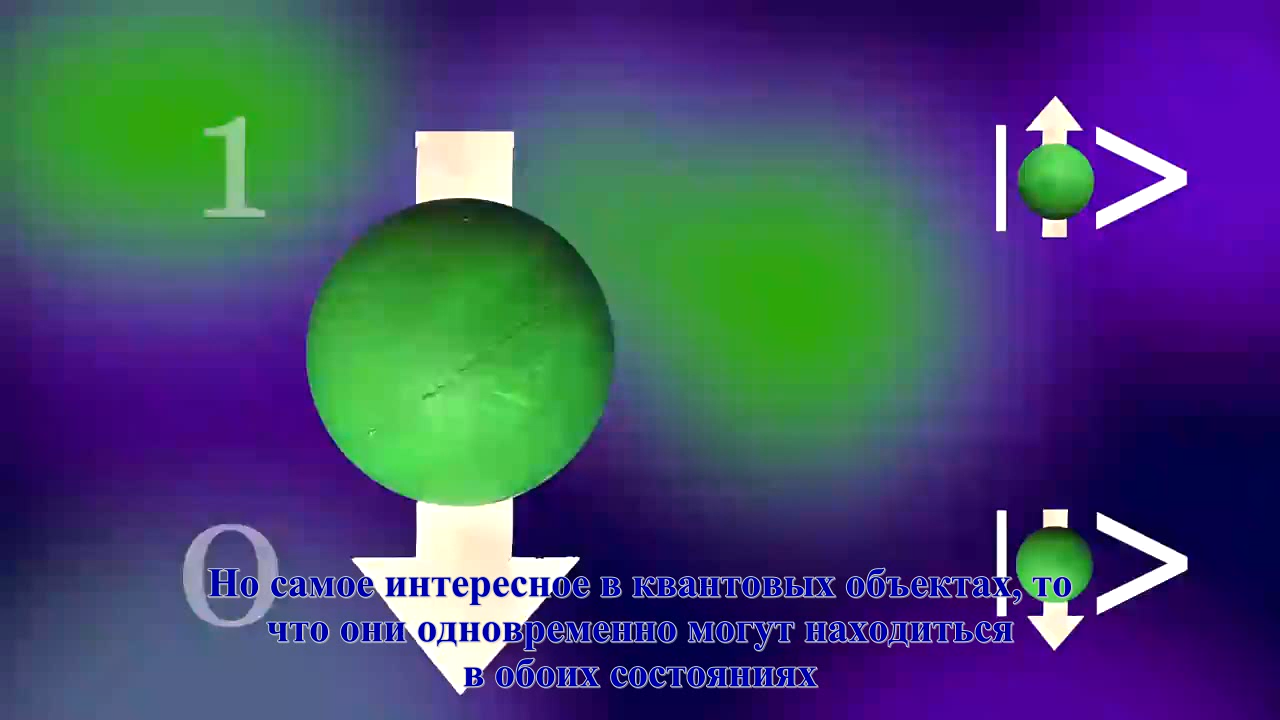 1
0
Но самое интересное в квантовых объектах, то
что они одновременно могут находиться
в обоих состояниях